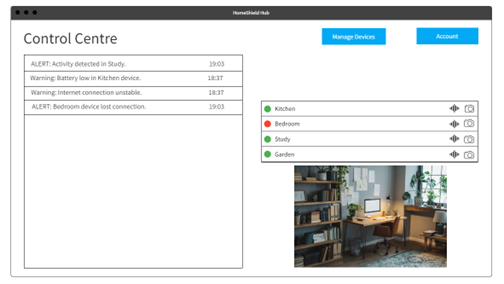 HomeShield Hub
Control Centre
Manage Devices
Account
ALERT: Activity detected in Study. 19:03
Warning: Battery low in Kitchen device. 18:37
Warning: Internet connection unstable. 18:37
ALERT: Bedroom device lost connection. 19:03
Kitchen
Bedroom
Study
Garden